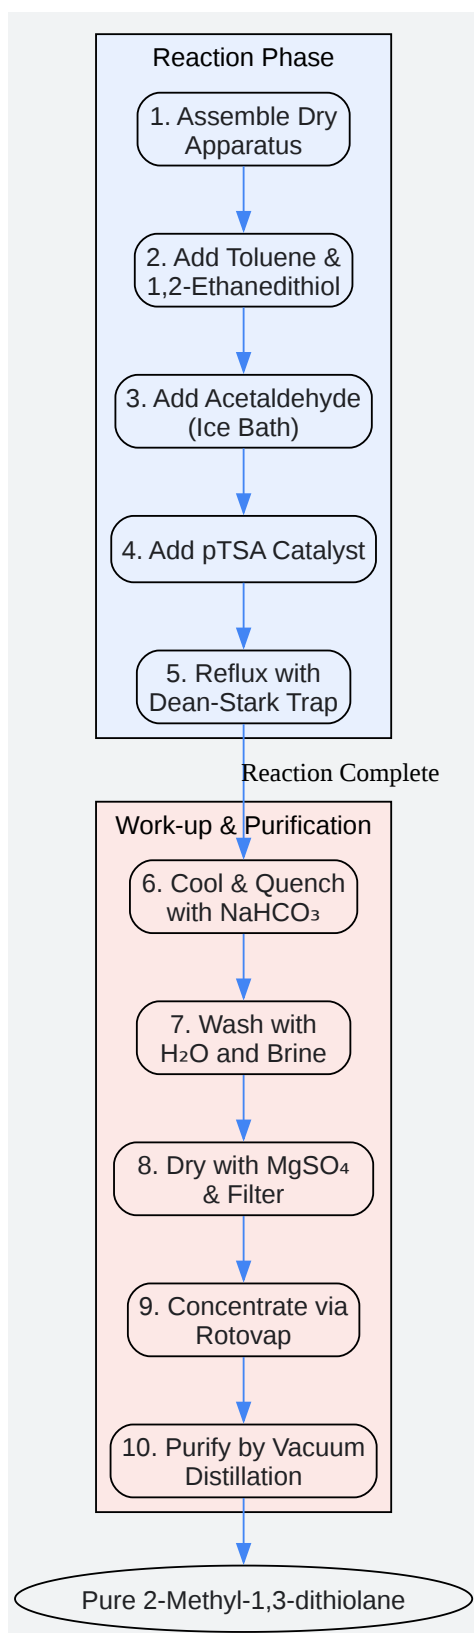 Reaction Phase
1. Assemble Dry
Apparatus
2. Add Toluene &
1,2-Ethanedithiol
3. Add Acetaldehyde
(Ice Bath)
4. Add pTSA Catalyst
5. Reflux with
Dean-Stark Trap
Reaction Complete
Work-up & Purification
6. Cool & Quench
with NaHCO₃
7. Wash with
H₂O and Brine
8. Dry with MgSO₄
& Filter
9. Concentrate via
Rotovap
10. Purify by Vacuum
Distillation
Pure 2-Methyl-1,3-dithiolane